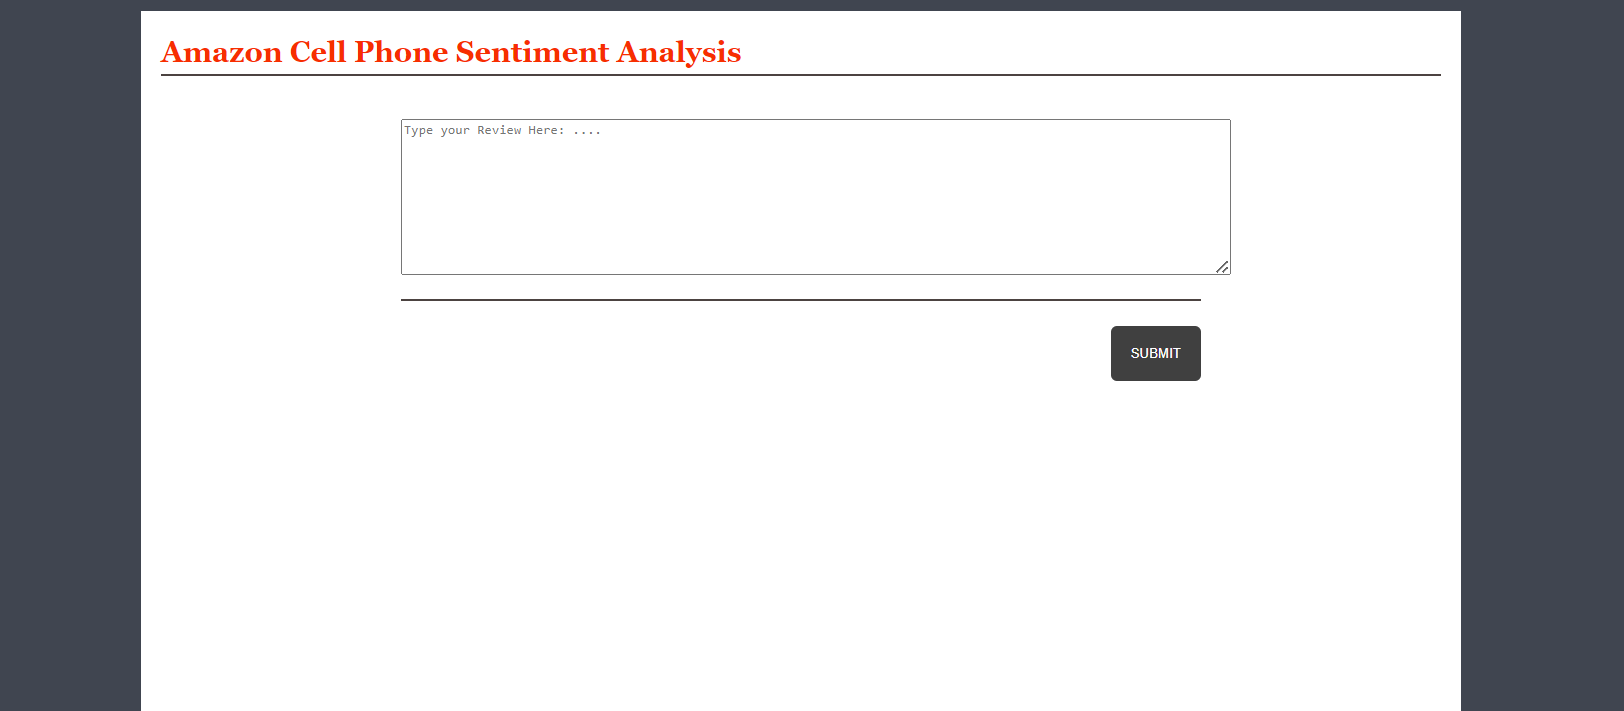 Amazon Cell Phone Sentiment Analysis
Type your Review Here: ....
SUBMIT